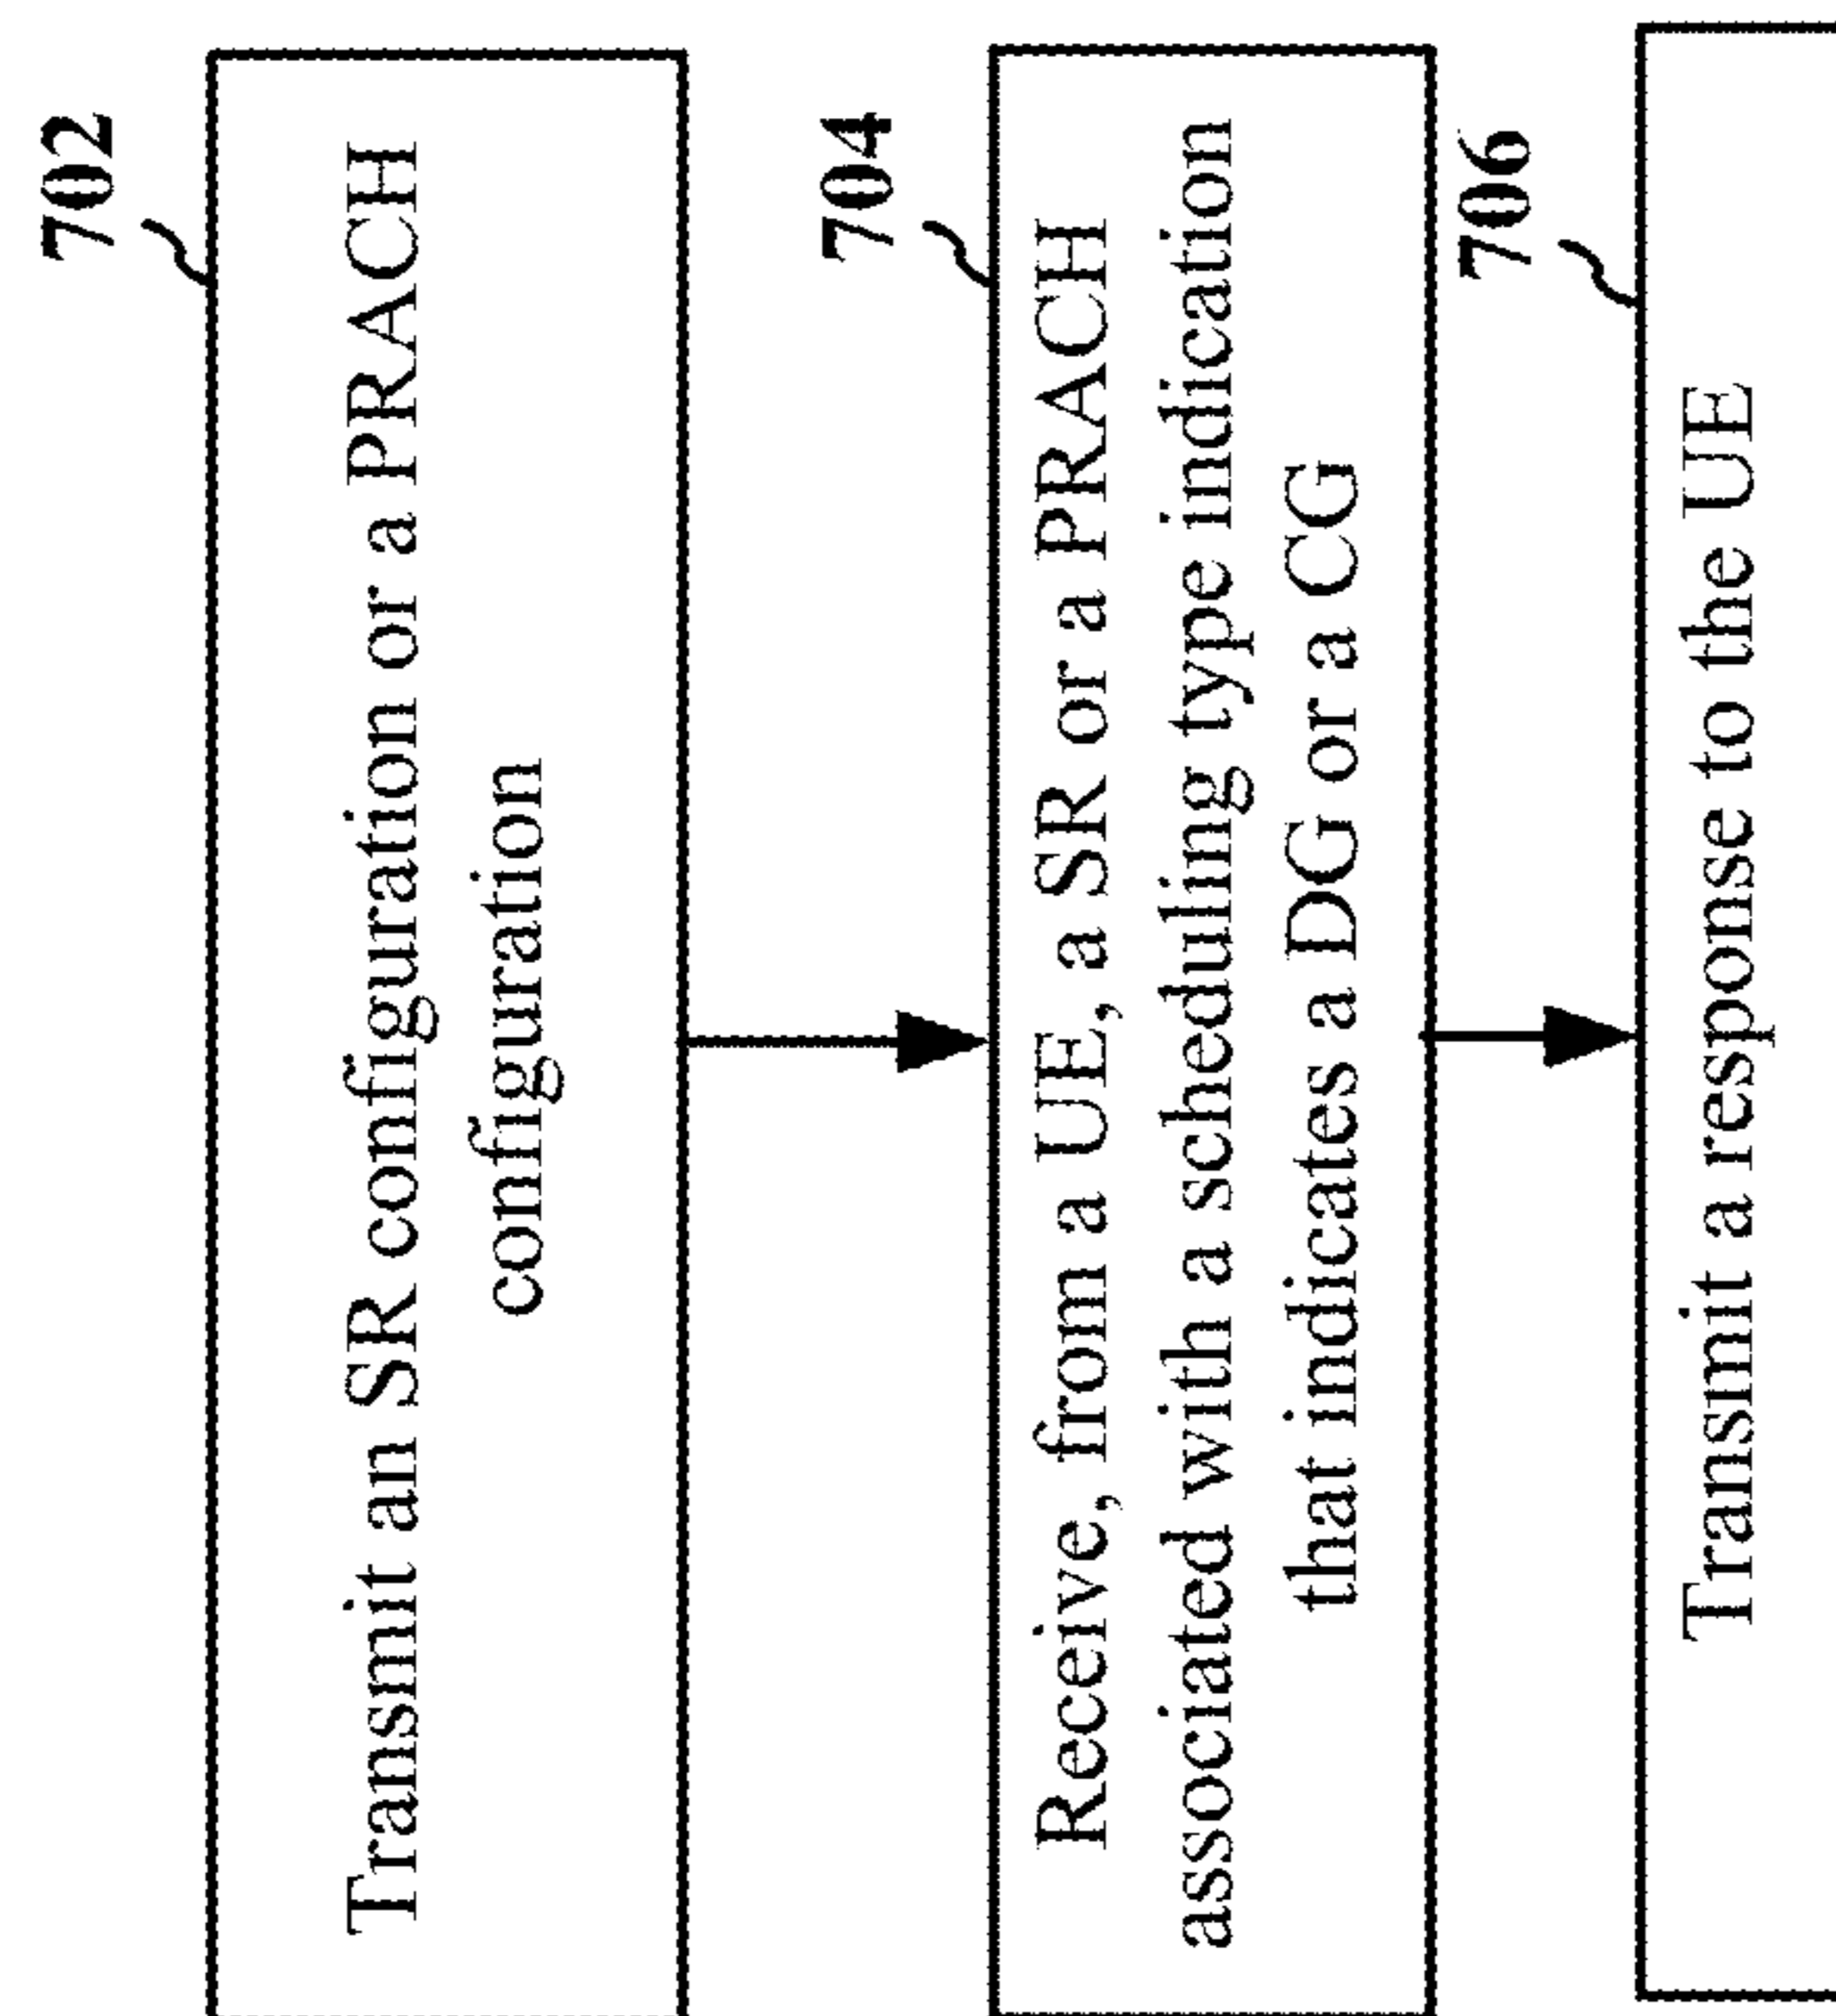 702
Transmit an SR configuration or a PRACH
configuration
704
Receive, from a UE, a SR or a PRACH
associated with a scheduling type indication
that indicates a DG or a CG
706
Transmit a response to the UE